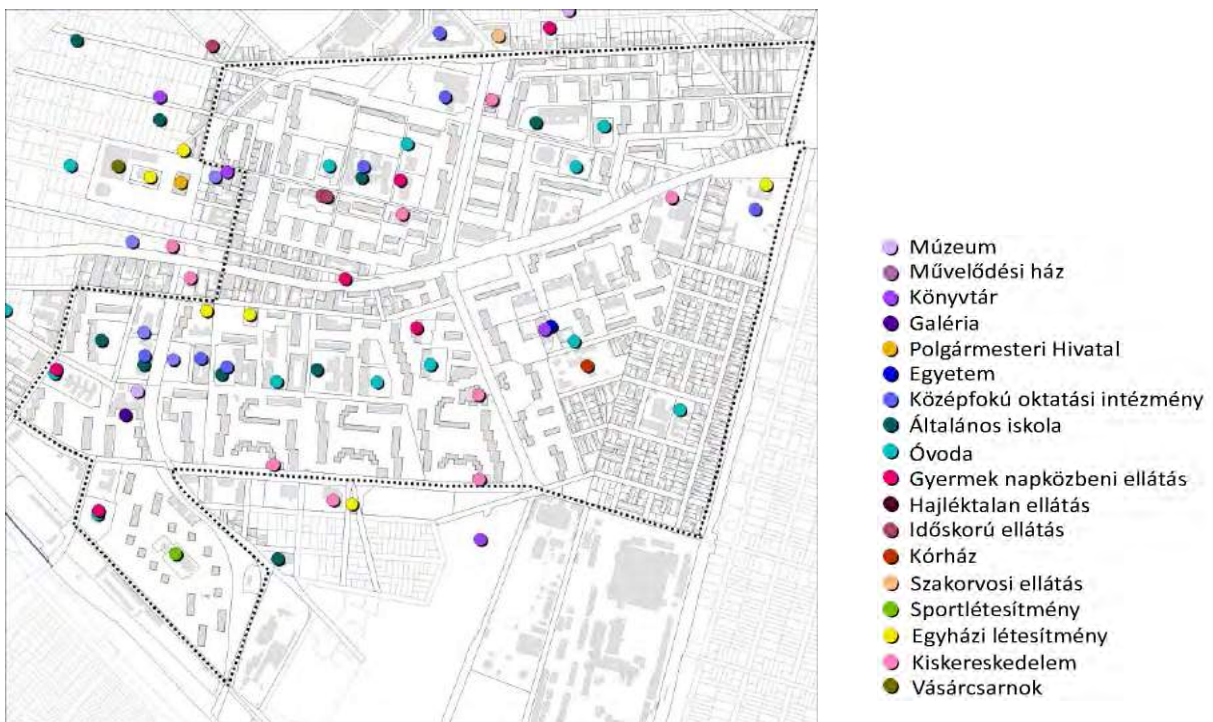 Múzeum
Művelődési ház
Könyvtár
Galéria
Polgármesteri Hivatal
Egyetem
Középfokú oktatási intézmény
Általános iskola
Óvoda
Gyermek napközbeni ellátás
Hajléktalan ellátás
Időskorú ellátás
Kórház
Szakorvosi ellátás
Sportlétesítmény
Egyházi létesítmény
Kiskereskedelem
Vásárcsarnok